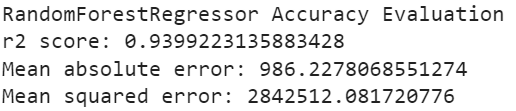 RandomForestRegressor Accuracy Evaluation
r2 score: 0.9399223135883428
Mean absolute error: 986.2278068551274
Mean squared error: 2842512.081720776